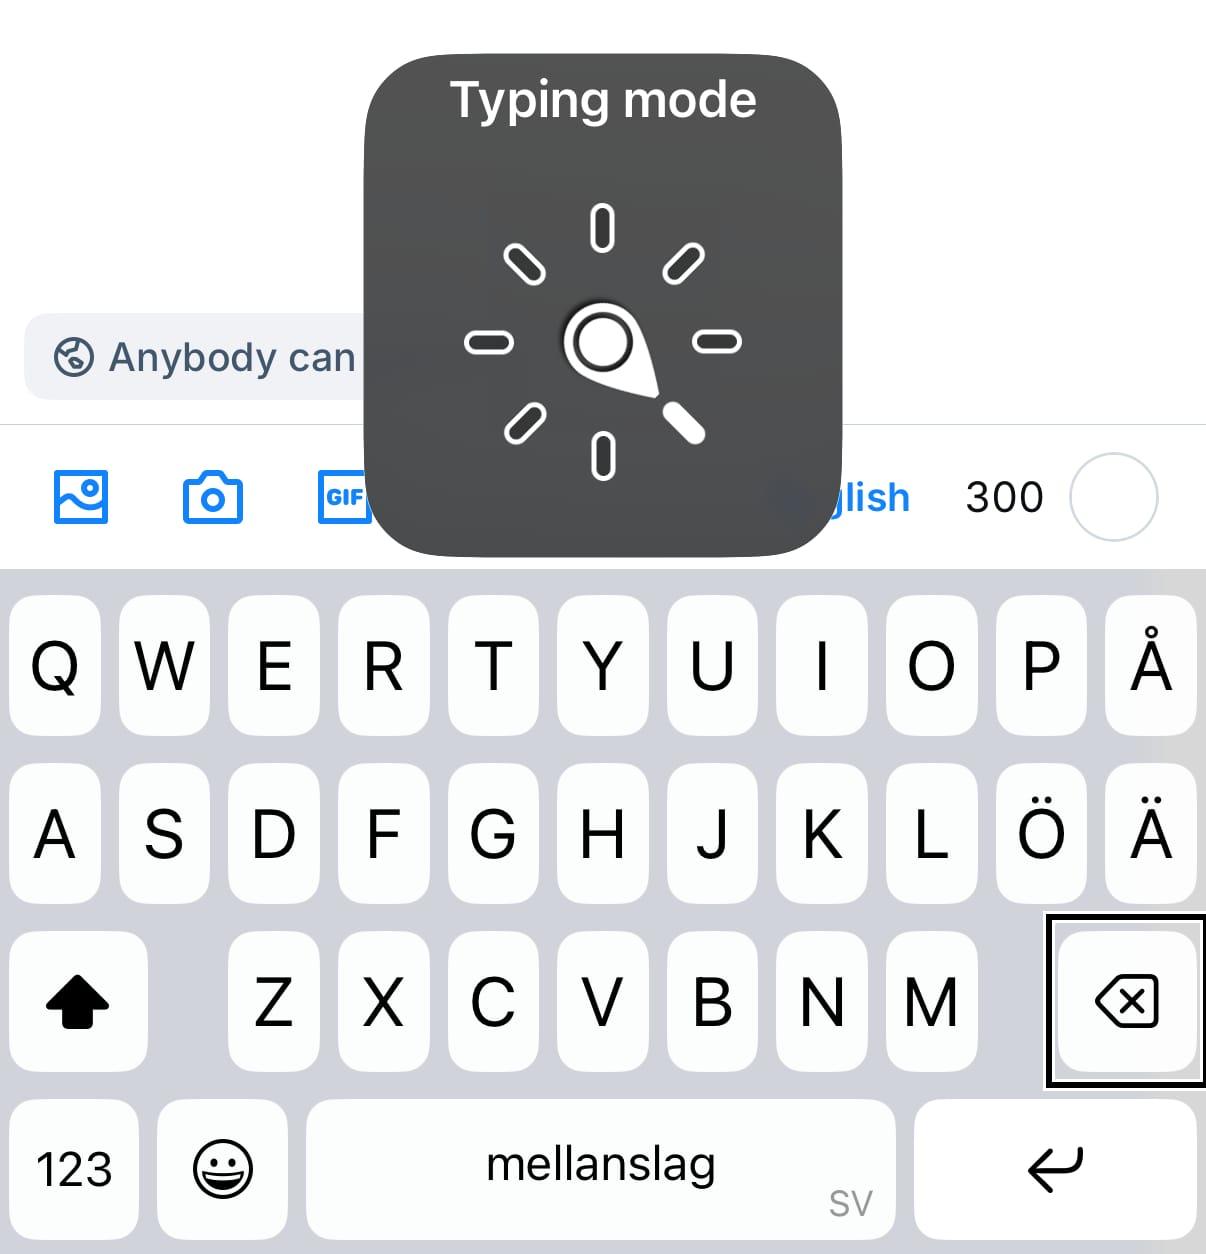 Typing mode
Anybody can
GIF
glish 300
Q W E R T Y U I O P Å
A S D F G H J K L Ö Ä
Z X C V B N M
123 mellanslag SV